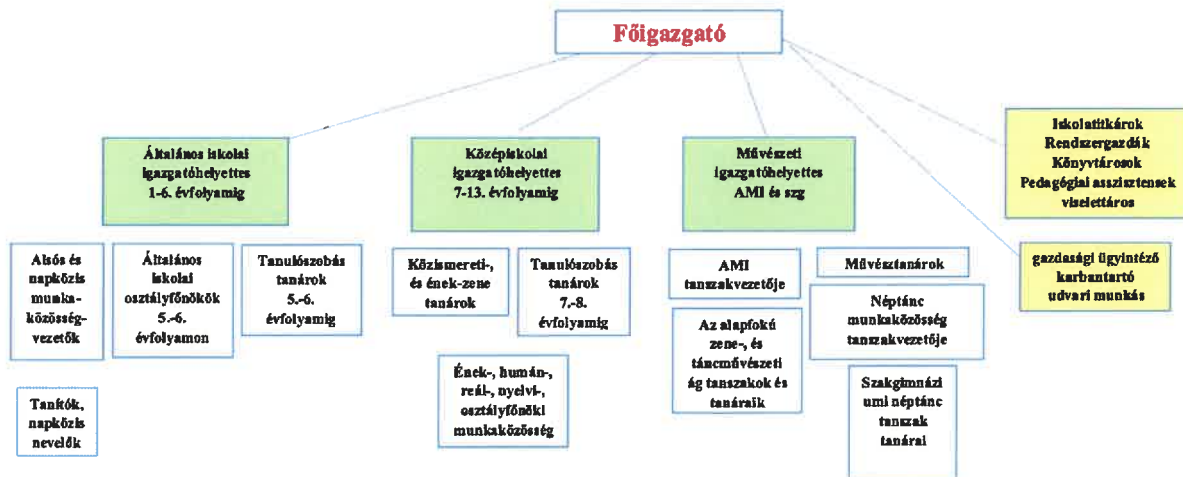 Főigazgató
Általános iskolai
igazgatóhelyettes
1-6. évfolyamig
Középiskolai
igazgatóhelyettes
7-13. évfolyamig
Művészeti
igazgatóhelyettes
AMI és szg
Iskolatitkárok
Rendszergazdák
Könyvtárosok
Pedagógiai asszisztensek
viselettáros
Alsós és
napközis
munka-
közösség-
vezetők
Általános
iskolai
osztályfőnökök
5.-6.
évfolyamon
Tanulószobás
tanárok
5.-6.
évfolyamig
Közismereti-,
és ének-zene
tanárok
Tanulószobás
tanárok
7.-8.
évfolyamig
AMI
tanszakvezetője
Művésztanárok
gazdasági ügyintéző
karbantartó
udvari munkás
Néptánc
munkaközösség
tanszakvezetője
Az alapfokú
zene-, és
táncművészeti
ág tanszakok és
tanáraik
Ének-, humán-,
reál-, nyelvi-,
osztályfőnöki
munkaközösség
Szakgimnázi
umi néptánc
tanszak
tanárai
Tanítók,
napközis
nevelők